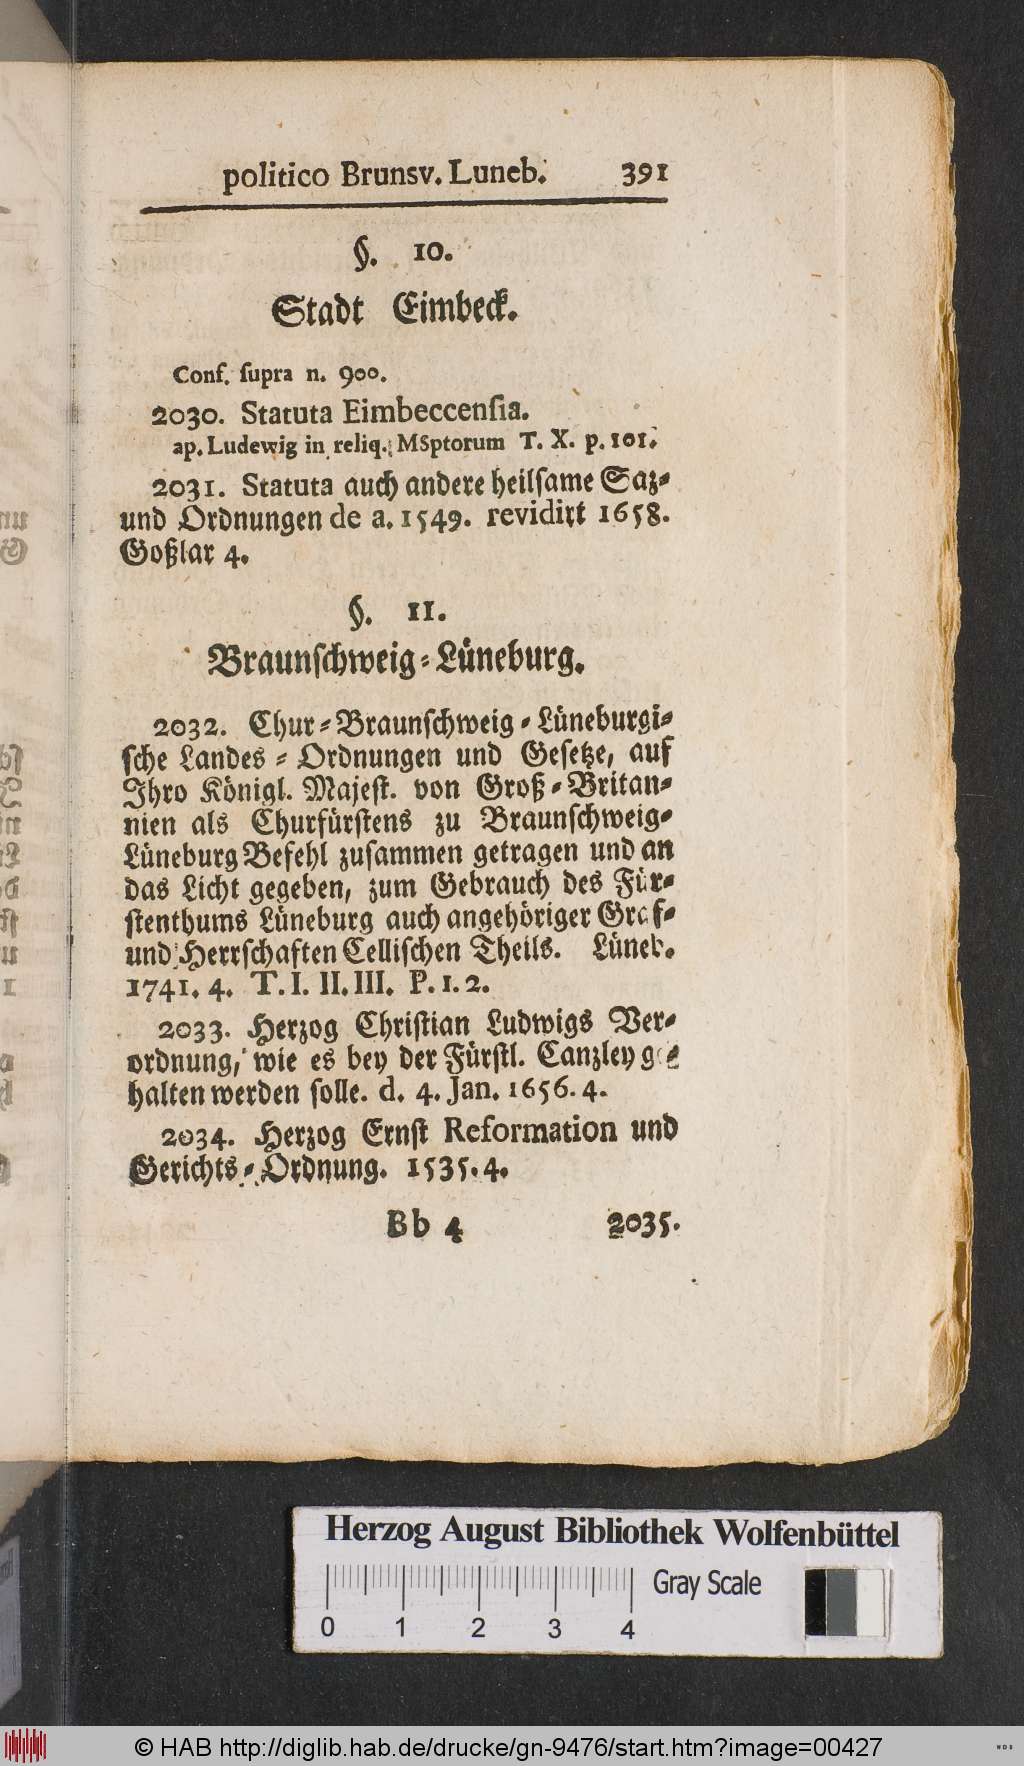 politico Brunsv. Luneb. 391
§. 10.
Stadt Eimbeck.
Conf. supra n. 900.
2030. Statuta Eimbeccensia.
ap. Ludewig in reliq. MSptorum T. X. p. 101.
2031. Statuta auch andere heilsame Saz-
und Ordnungen de a. 1549. revidirt 1658.
Goßlar 4.
§. 11.
Braunschweig-Lüneburg.
2032. Chur-Braunschweig-Lüneburgi-
sche Landes-Ordnungen und Gesetze, auf
Ihro Königl. Majest. von Groß-Britan-
nien als Churfürstens zu Braunschweig-
Lüneburg Befehl zusammen getragen und an
das Licht gegeben, zum Gebrauch des Für-
stenthums Lüneburg auch angehöriger Graf-
und Herrschaften Cellischen Theils. Lüneb.
1741. 4. T. I. II. III. P. 1. 2.
2033. Herzog Christian Ludwigs Ver-
ordnung, wie es bey der Fürstl. Canzley ge-
halten werden solle. d. 4. Jan. 1656. 4.
2034. Herzog Ernst Reformation und
Gerichts-Ordnung. 1535. 4.
Bb 4 2035.
Herzog August Bibliothek Wolfenbüttel
Gray Scale
0 1 2 3 4
© HAB http://diglib.hab.de/drucke/gn-9476/start.htm?image=00427